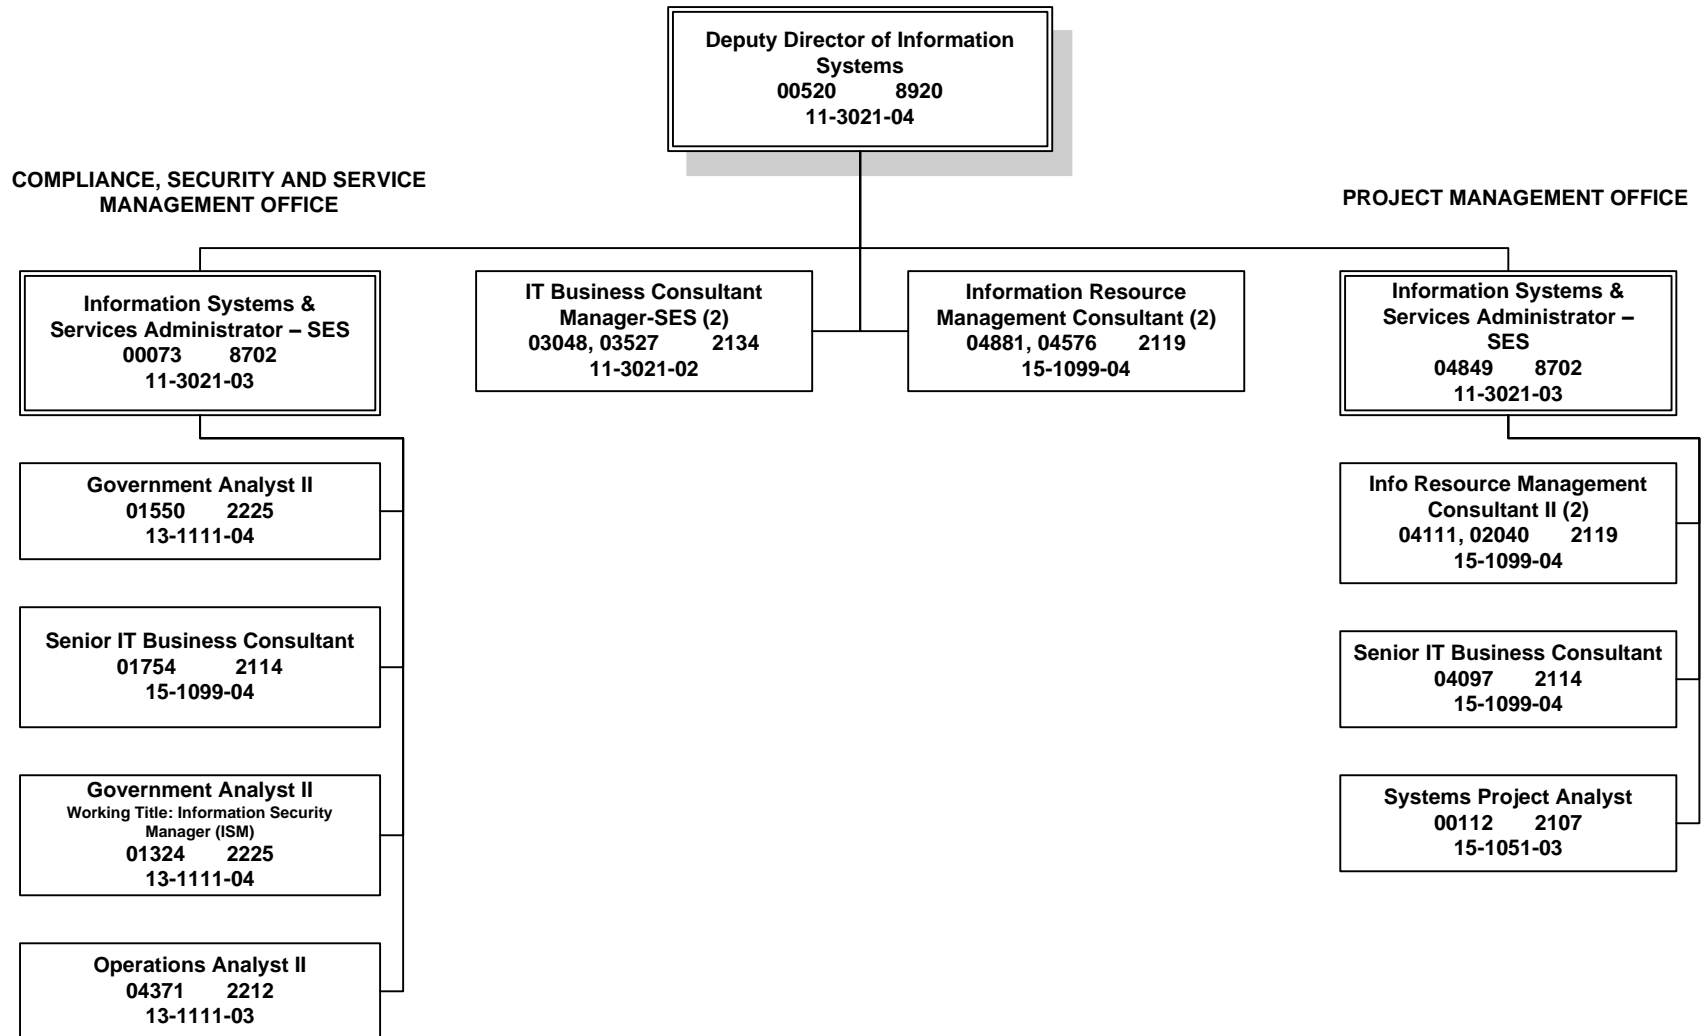 Deputy Director of Information
Systems
00520 8920
11-3021-04
COMPLIANCE, SECURITY AND SERVICE
MANAGEMENT OFFICE
PROJECT MANAGEMENT OFFICE
Information Systems &
Services Administrator – SES
00073 8702
11-3021-03
IT Business Consultant
Manager-SES (2)
03048, 03527 2134
11-3021-02
Information Resource
Management Consultant (2)
04881, 04576 2119
15-1099-04
Information Systems &
Services Administrator –
SES
04849 8702
11-3021-03
Government Analyst II
01550 2225
13-1111-04
Senior IT Business Consultant
01754 2114
15-1099-04
Government Analyst II
Working Title: Information Security
Manager (ISM)
01324 2225
13-1111-04
Operations Analyst II
04371 2212
13-1111-03
Info Resource Management
Consultant II (2)
04111, 02040 2119
15-1099-04
Senior IT Business Consultant
04097 2114
15-1099-04
Systems Project Analyst
00112 2107
15-1051-03